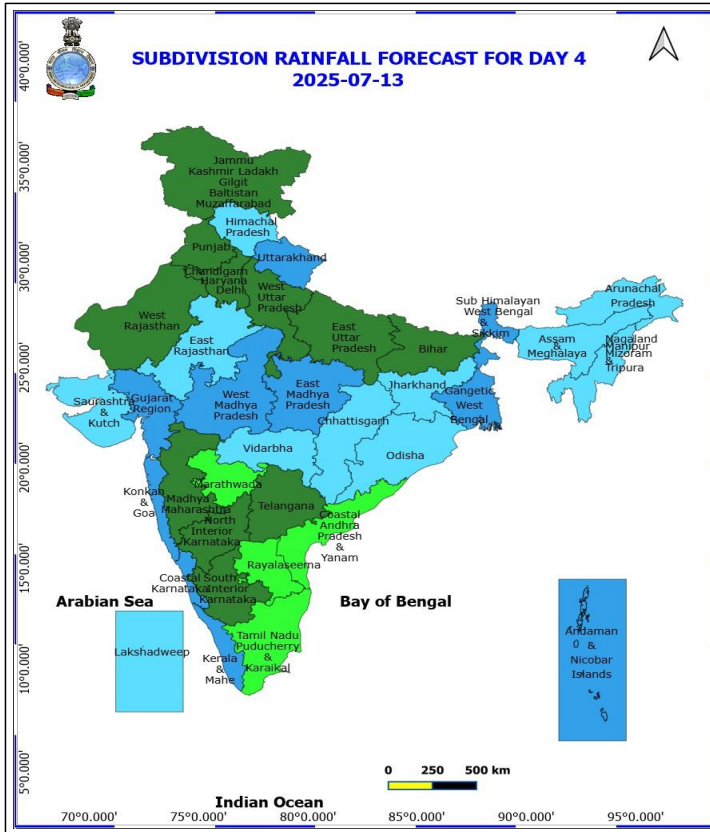 SUBDIVISION RAINFALL FORECAST FOR DAY 4
2025-07-13
40°0.000'
35°0.000'
30°0.000'
25°0.000'
20°0.000'
15°0.000'
10°0.000'
5°0.000'
Jammu
Kashmir Ladakh
Gilgit
Baltistan
Muzaffarabad
Himachal
Pradesh
Punjab
Uttarakhand
Chandigarh
Haryana
Delhi
West
Uttar
Pradesh
West
Rajasthan
East
Rajasthan
East
Uttar
Pradesh
Bihar
Sub Himalayan
West Bengal
&
Sikkim
Arunachal
Pradesh
Assam
&
Meghalaya
Nagaland
Manipur
Mizoram
&
Tripura
Saurashtra
&
Kutch
Gujarat
Region
West
Madhya
Pradesh
East
Madhya
Pradesh
Jharkhand
Gangetic
West
Bengal
Chhattisgarh
Vidarbha
Odisha
Konkan
&
Goa
Marathwada
Madhya
Maharashtra
Telangana
North
Interior
Karnataka
Coastal
Andhra
Pradesh
&
Yanam
Rayalaseema
Coastal
Karnataka
South
Interior
Karnataka
Arabian Sea
Bay of Bengal
Lakshadweep
Kerala
&
Mahe
Tamil Nadu
Puducherry
&
Karaikal
Andaman
&
Nicobar
Islands
0 250 500 km
Indian Ocean
70°0.000' 75°0.000' 80°0.000' 85°0.000' 90°0.000' 95°0.000'